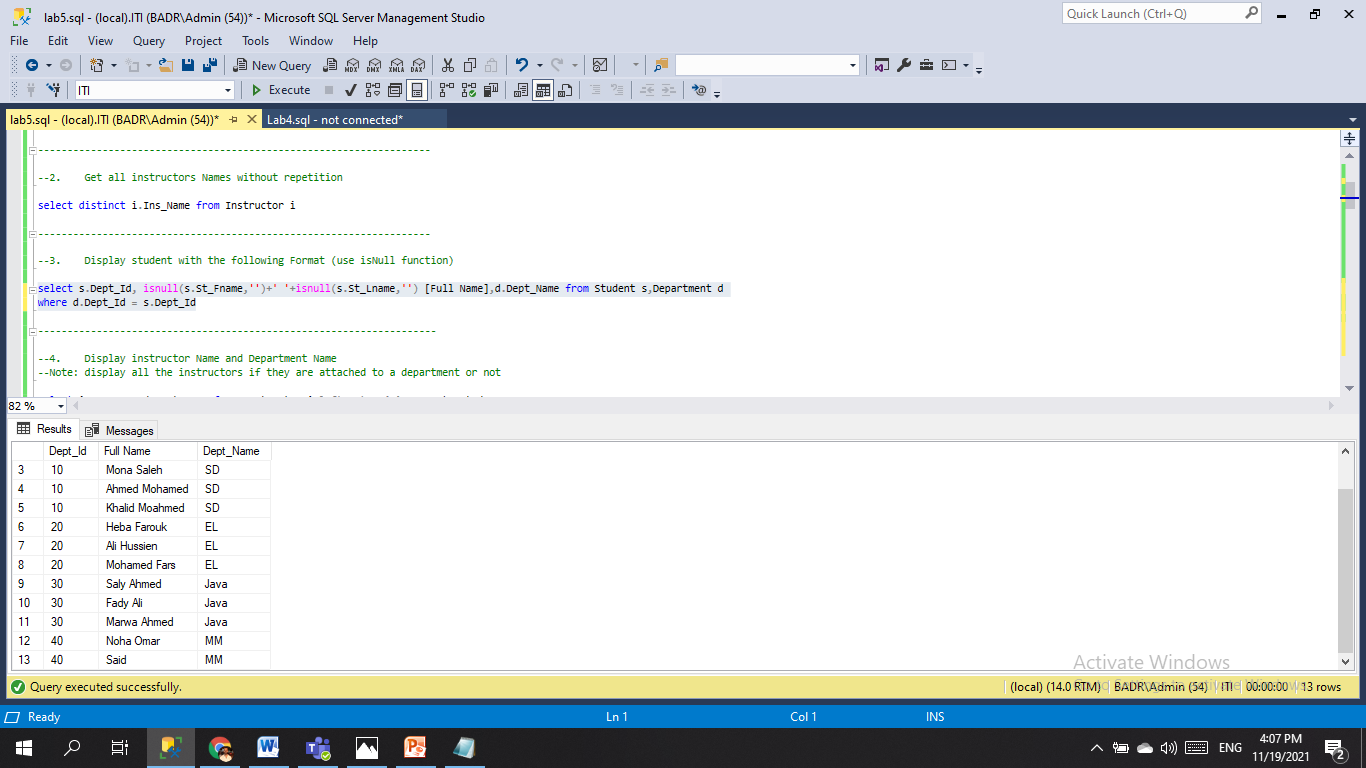 lab5.sql - (local).ITI (BADR\Admin (54))* - Microsoft SQL Server Management Studio
Quick Launch (Ctrl+Q)
File Edit View Query Project Tools Window Help
New Query MDX DMX XMLA DAX
ITI Execute
lab5.sql - (local).ITI (BADR\Admin (54))* Lab4.sql - not connected*
-------------------------------------------------------------------
--2. Get all instructors Names without repetition
select distinct i.Ins_Name from Instructor i
-------------------------------------------------------------------
--3. Display student with the following Format (use isNull function)
select s.Dept_Id, isnull(s.St_Fname,'')+' '+isnull(s.St_Lname,'') [Full Name],d.Dept_Name from Student s,Department d
where d.Dept_Id = s.Dept_Id
--------------------------------------------------------------------
--4. Display instructor Name and Department Name
--Note: display all the instructors if they are attached to a department or not
82 %
Results Messages
Dept_Id Full Name Dept_Name
3 10 Mona Saleh SD
4 10 Ahmed Mohamed SD
5 10 Khalid Moahmed SD
6 20 Heba Farouk EL
7 20 Ali Hussien EL
8 20 Mohamed Fars EL
9 30 Saly Ahmed Java
10 30 Fady Ali Java
11 30 Marwa Ahmed Java
12 40 Noha Omar MM
13 40 Said MM
Activate Windows
Query executed successfully. (local) (14.0 RTM) BADR\Admin (54) ITI 00:00:00 13 rows
Ready Ln 1 Col 1 INS
ENG 4:07 PM
11/19/2021 2